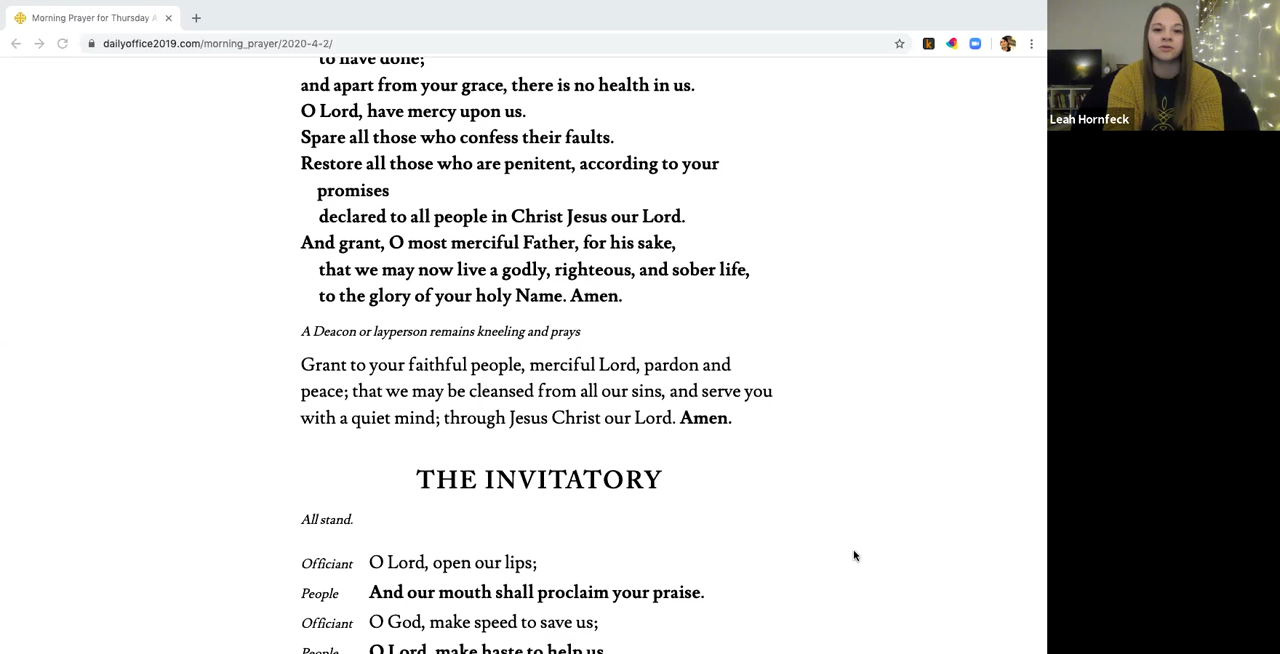 Morning Prayer for Thursday A
dailyoffice2019.com/morning_prayer/2020-4-2/
to have done;
and apart from your grace, there is no health in us.
O Lord, have mercy upon us.
Spare all those who confess their faults.
Restore all those who are penitent, according to your
promises
declared to all people in Christ Jesus our Lord.
And grant, O most merciful Father, for his sake,
that we may now live a godly, righteous, and sober life,
to the glory of your holy Name. Amen.
A Deacon or layperson remains kneeling and prays
Grant to your faithful people, merciful Lord, pardon and
peace; that we may be cleansed from all our sins, and serve you
with a quiet mind; through Jesus Christ our Lord. Amen.
THE INVITATORY
All stand.
Officiant O Lord, open our lips;
People And our mouth shall proclaim your praise.
Officiant O God, make speed to save us;
People O Lord, make haste to help us
Leah Hornfeck